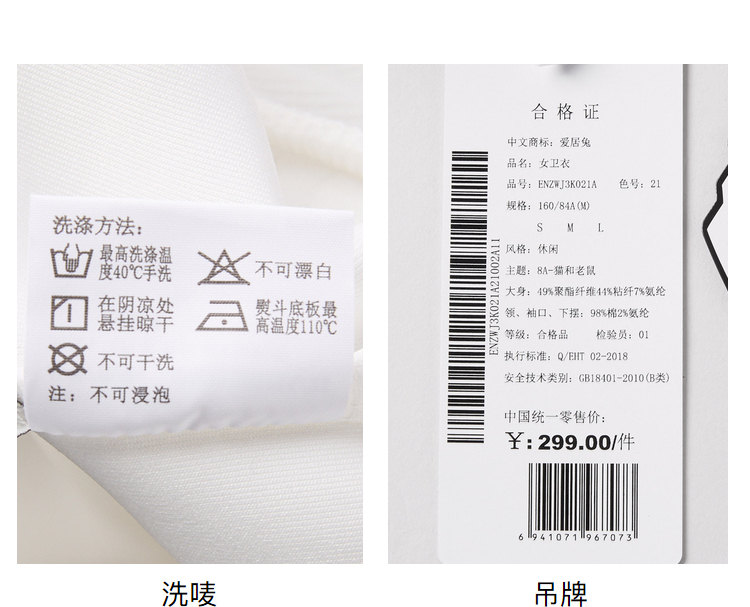 洗涤方法:
最高洗涤温
度40℃手洗
不可漂白
在阴凉处
悬挂晾干
熨斗底板最
高温度110℃
不可干洗
注: 不可浸泡
合格证
中文商标: 爱居兔
品名: 女卫衣
品号: ENZWJ3K021A 色号: 21
规格: 160/84A(M)
S M L
风格: 休闲
主题: 8A-猫和老鼠
大身: 49%聚酯纤维44%粘纤7%氨纶
领、袖口、下摆: 98%棉2%氨纶
等级: 合格品 检验员: 01
执行标准: Q/EHT 02-2018
安全技术类别: GB18401-2010(B类)
中国统一零售价:
¥: 299.00/件
6 941071 967073
ENZWJ3K021A21002A11
洗唛
吊牌